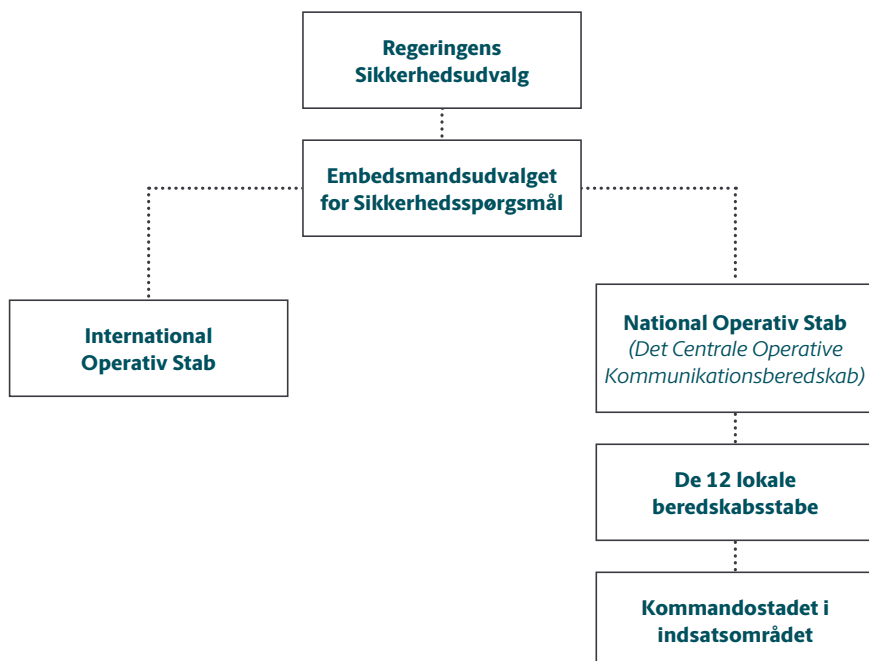 Regeringens
Sikkerhedsudvalg
Embedsmandsudvalget
for Sikkerhedsspørgsmål
International
Operativ Stab
National Operativ Stab
(Det Centrale Operative
Kommunikationsberedskab)
De 12 lokale
beredskabsstabe
Kommandostadet i
indsatsområdet